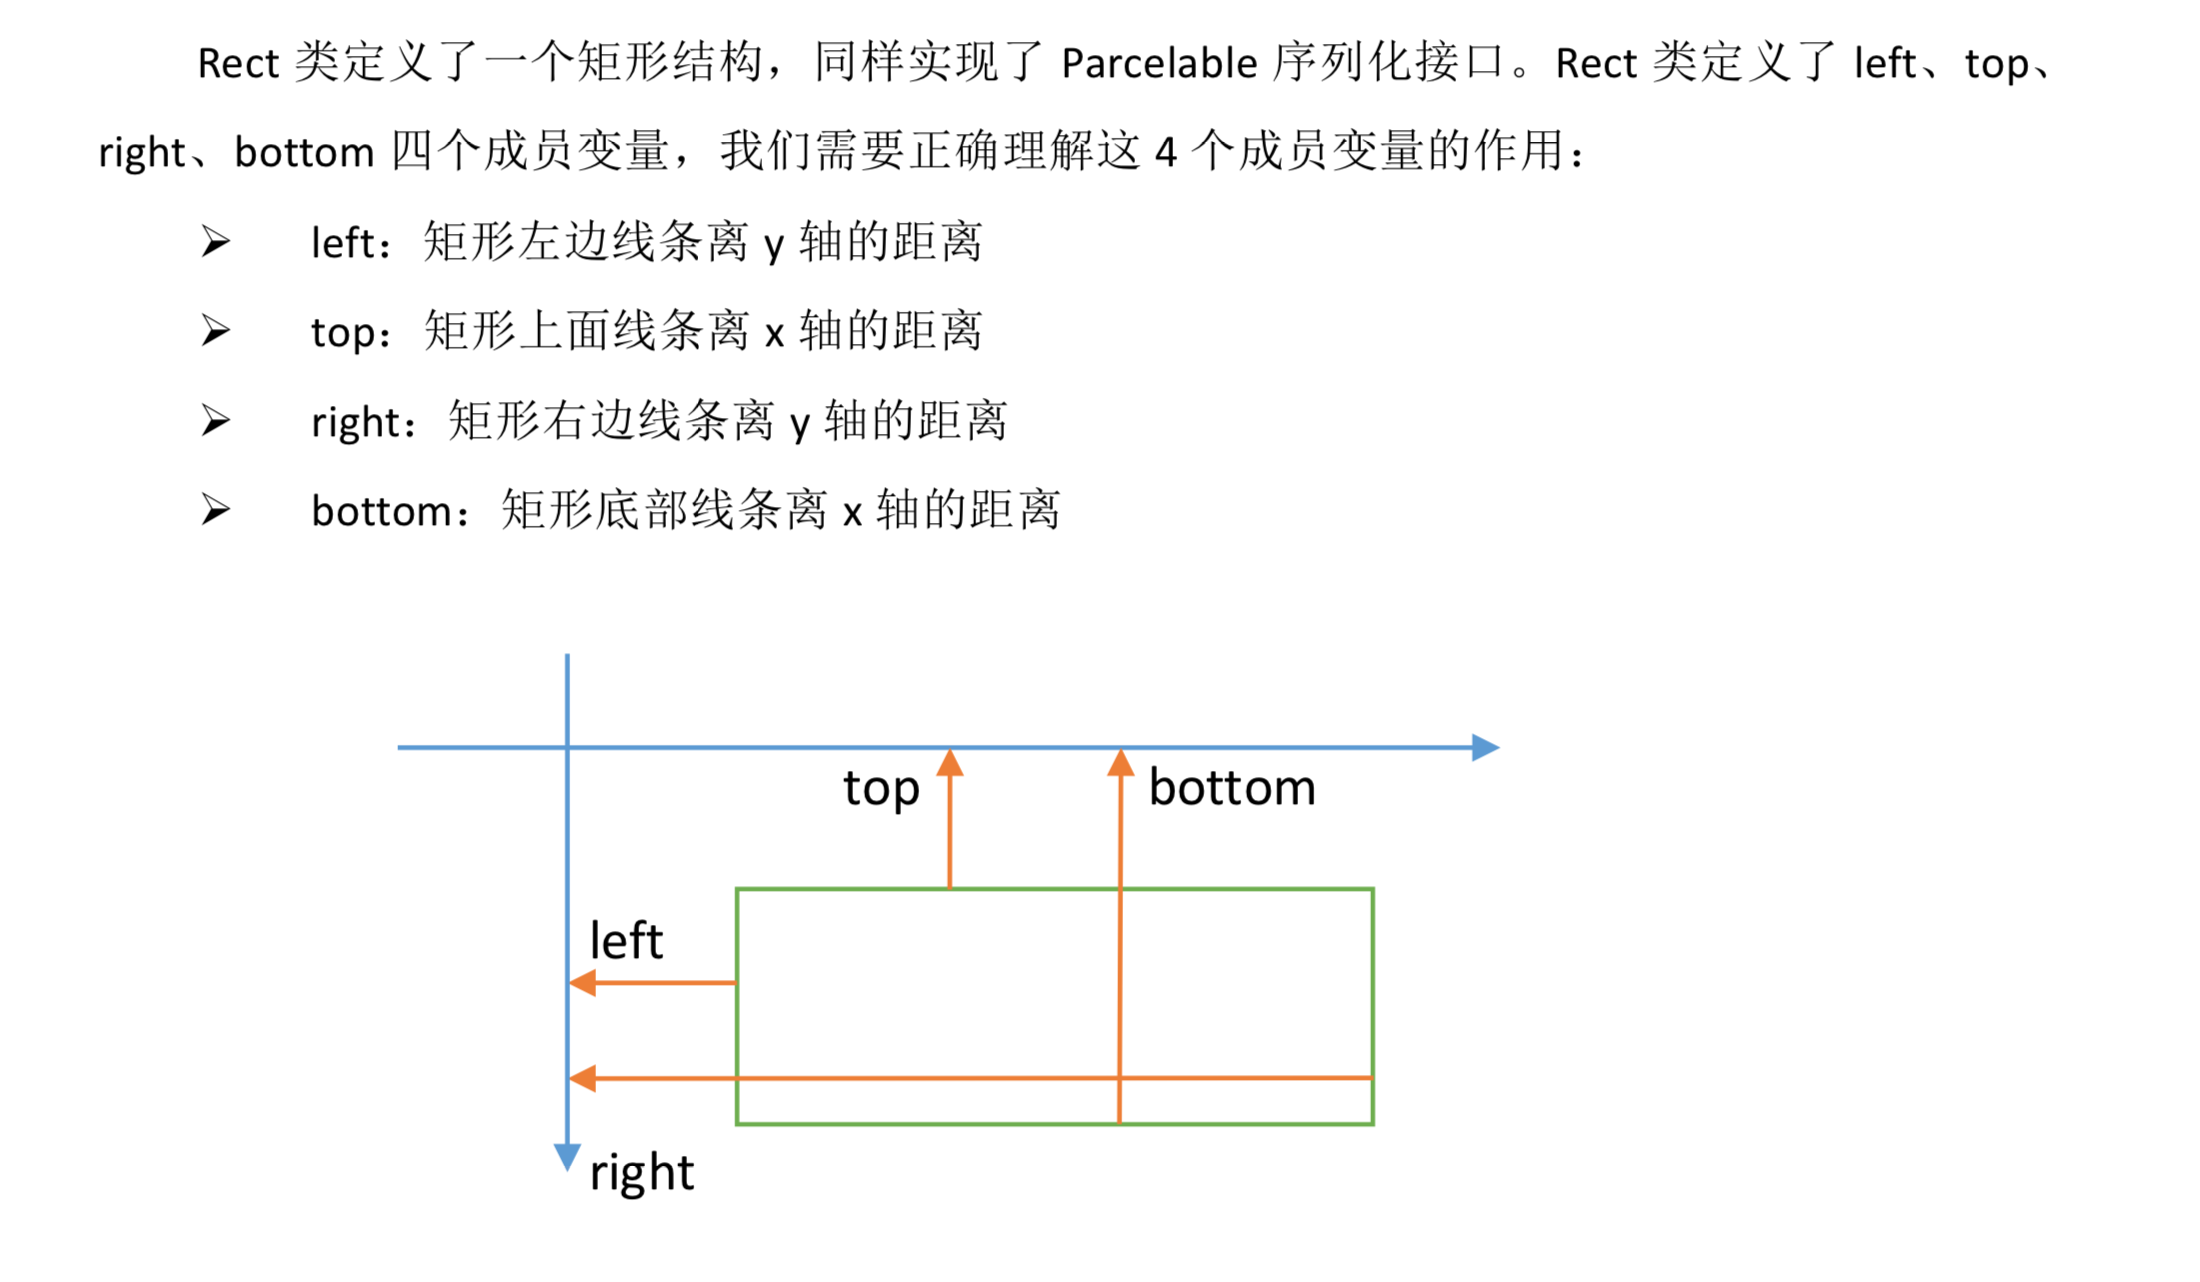 Rect 类定义了一个矩形结构，同样实现了 Parcelable 序列化接口。Rect 类定义了 left、top、
right、bottom 四个成员变量，我们需要正确理解这 4 个成员变量的作用：
➢ left：矩形左边线条离 y 轴的距离
➢ top：矩形上面线条离 x 轴的距离
➢ right：矩形右边线条离 y 轴的距离
➢ bottom：矩形底部线条离 x 轴的距离
top
bottom
left
right